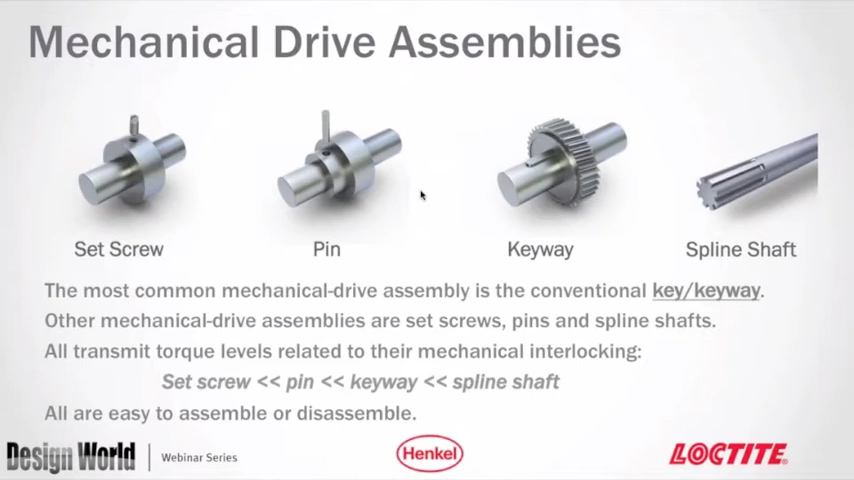 Mechanical Drive Assemblies
Set Screw
Pin
Keyway
Spline Shaft
The most common mechanical-drive assembly is the conventional key/keyway.
Other mechanical-drive assemblies are set screws, pins and spline shafts.
All transmit torque levels related to their mechanical interlocking:
Set screw << pin << keyway << spline shaft
All are easy to assemble or disassemble.
Design World
Webinar Series
Henkel
LOCTITE®